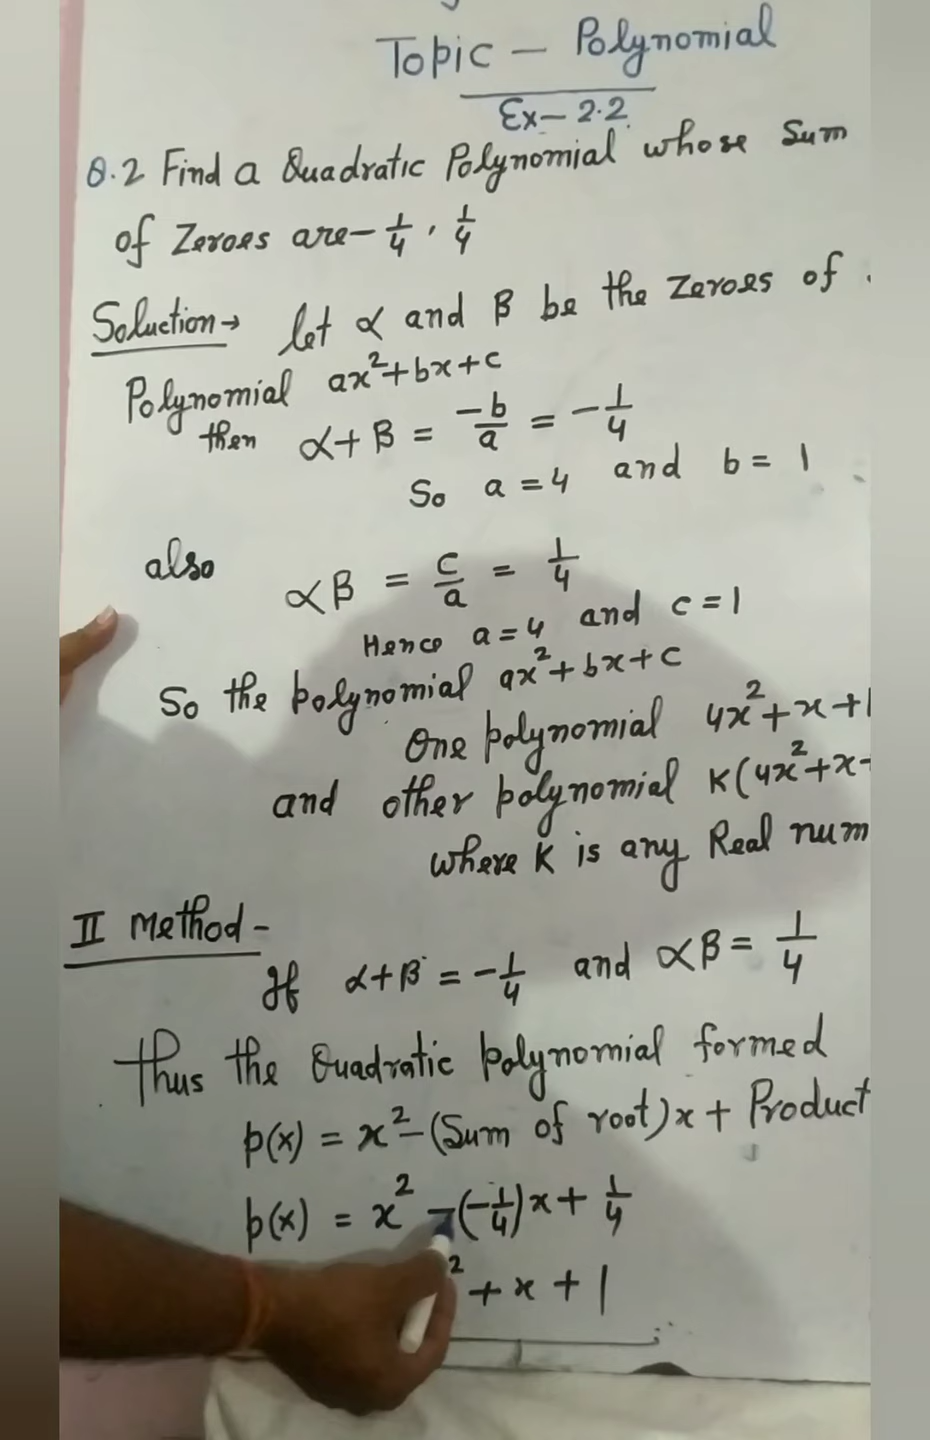 Topic - Polynomial
Ex- 2.2
Q.2 Find a Quadratic Polynomial whose Sum
of Zeroes are - 1/4, 1/4
Soluction→ let α and β be the zeroes of
Polynomial ax²+bx+c
then α+β = -b/a = -1/4
So a=4 and b=1
also αβ = c/a = 1/4
Hence a=4 and c=1
So the polynomial ax²+bx+c
One polynomial 4x²+x+1
and other polynomial K(4x²+x-
where K is any Real num
II Method -
If α+β = -1/4 and αβ = 1/4
Thus the Quadratic polynomial formed
p(x) = x²-(Sum of root)x + Product
p(x) = x² -(-1/4)x + 1/4
² + x + 1